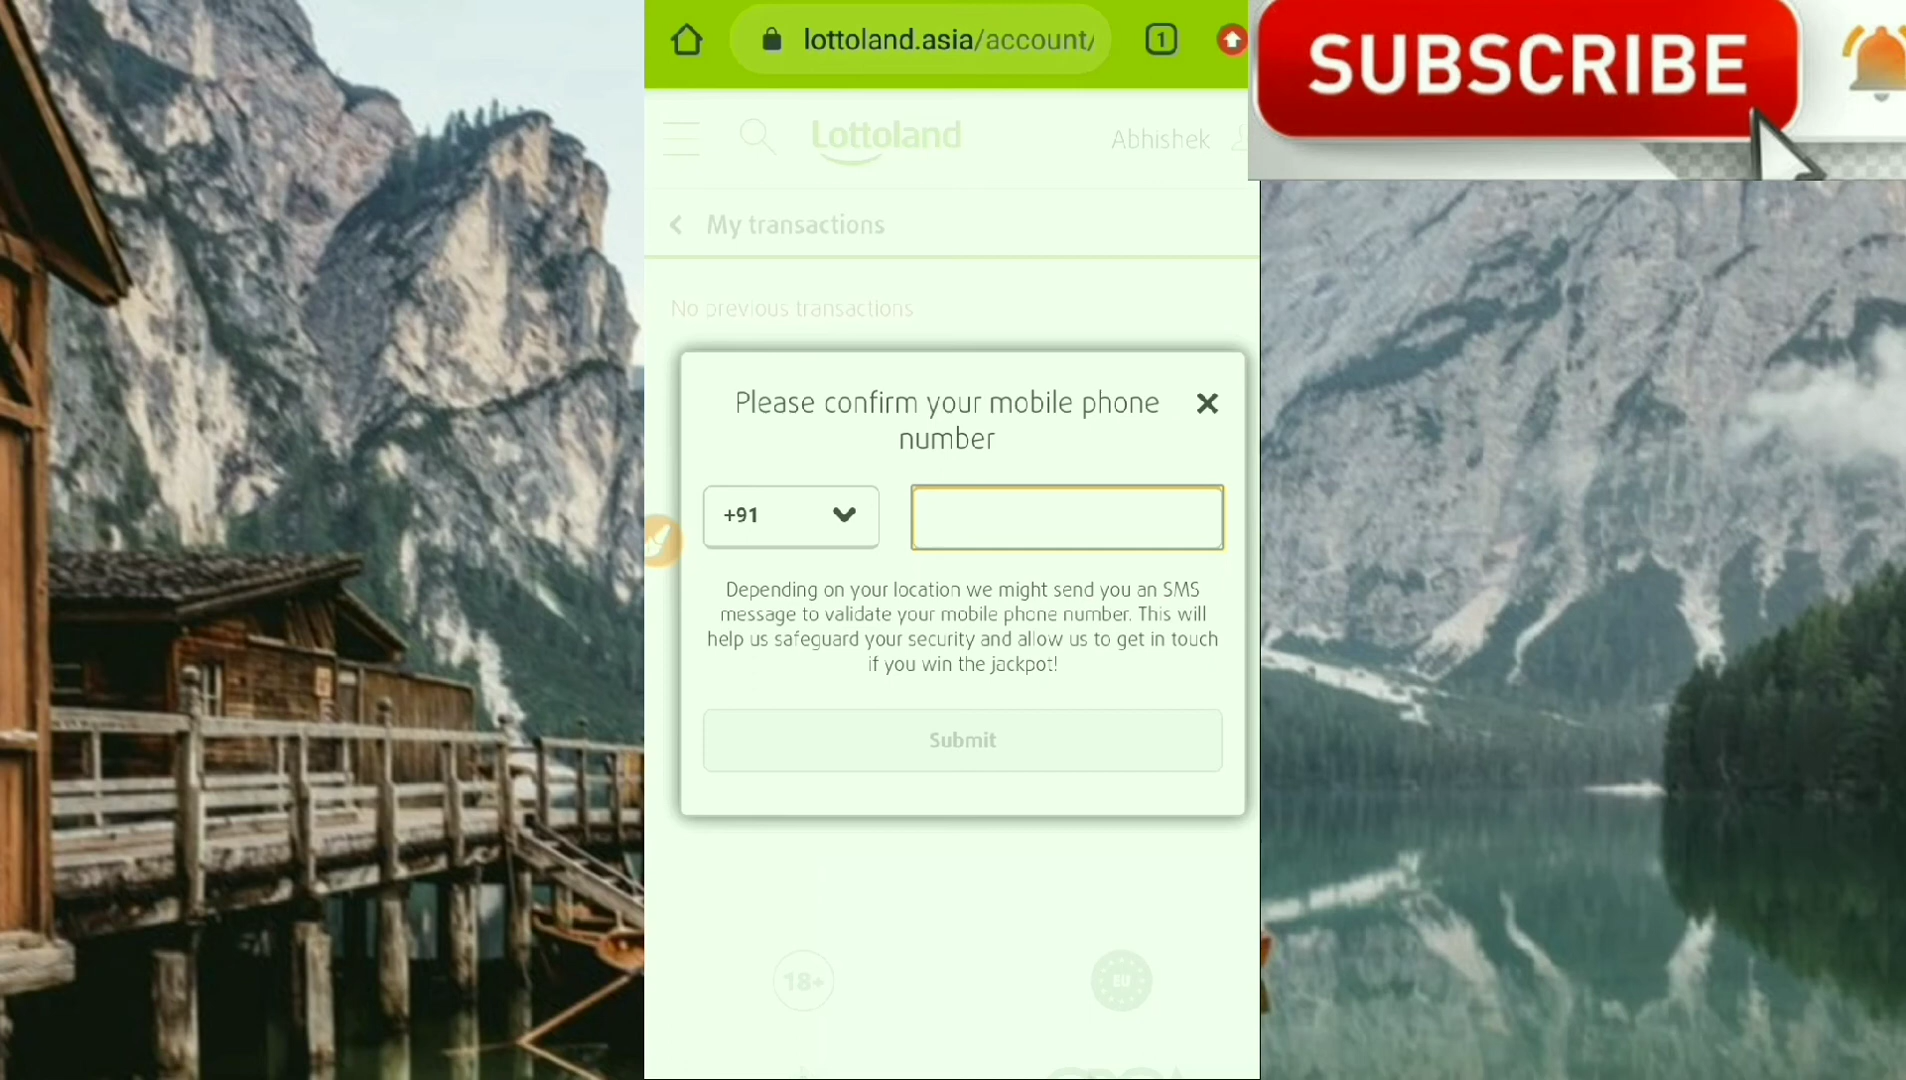 lottoland.asia/account/
1
SUBSCRIBE
Lottoland
Abhishek
My transactions
No previous transactions
Please confirm your mobile phone
number
+91
Depending on your location we might send you an SMS
message to validate your mobile phone number. This will
help us safeguard your security and allow us to get in touch
if you win the jackpot!
Submit
18+
EU